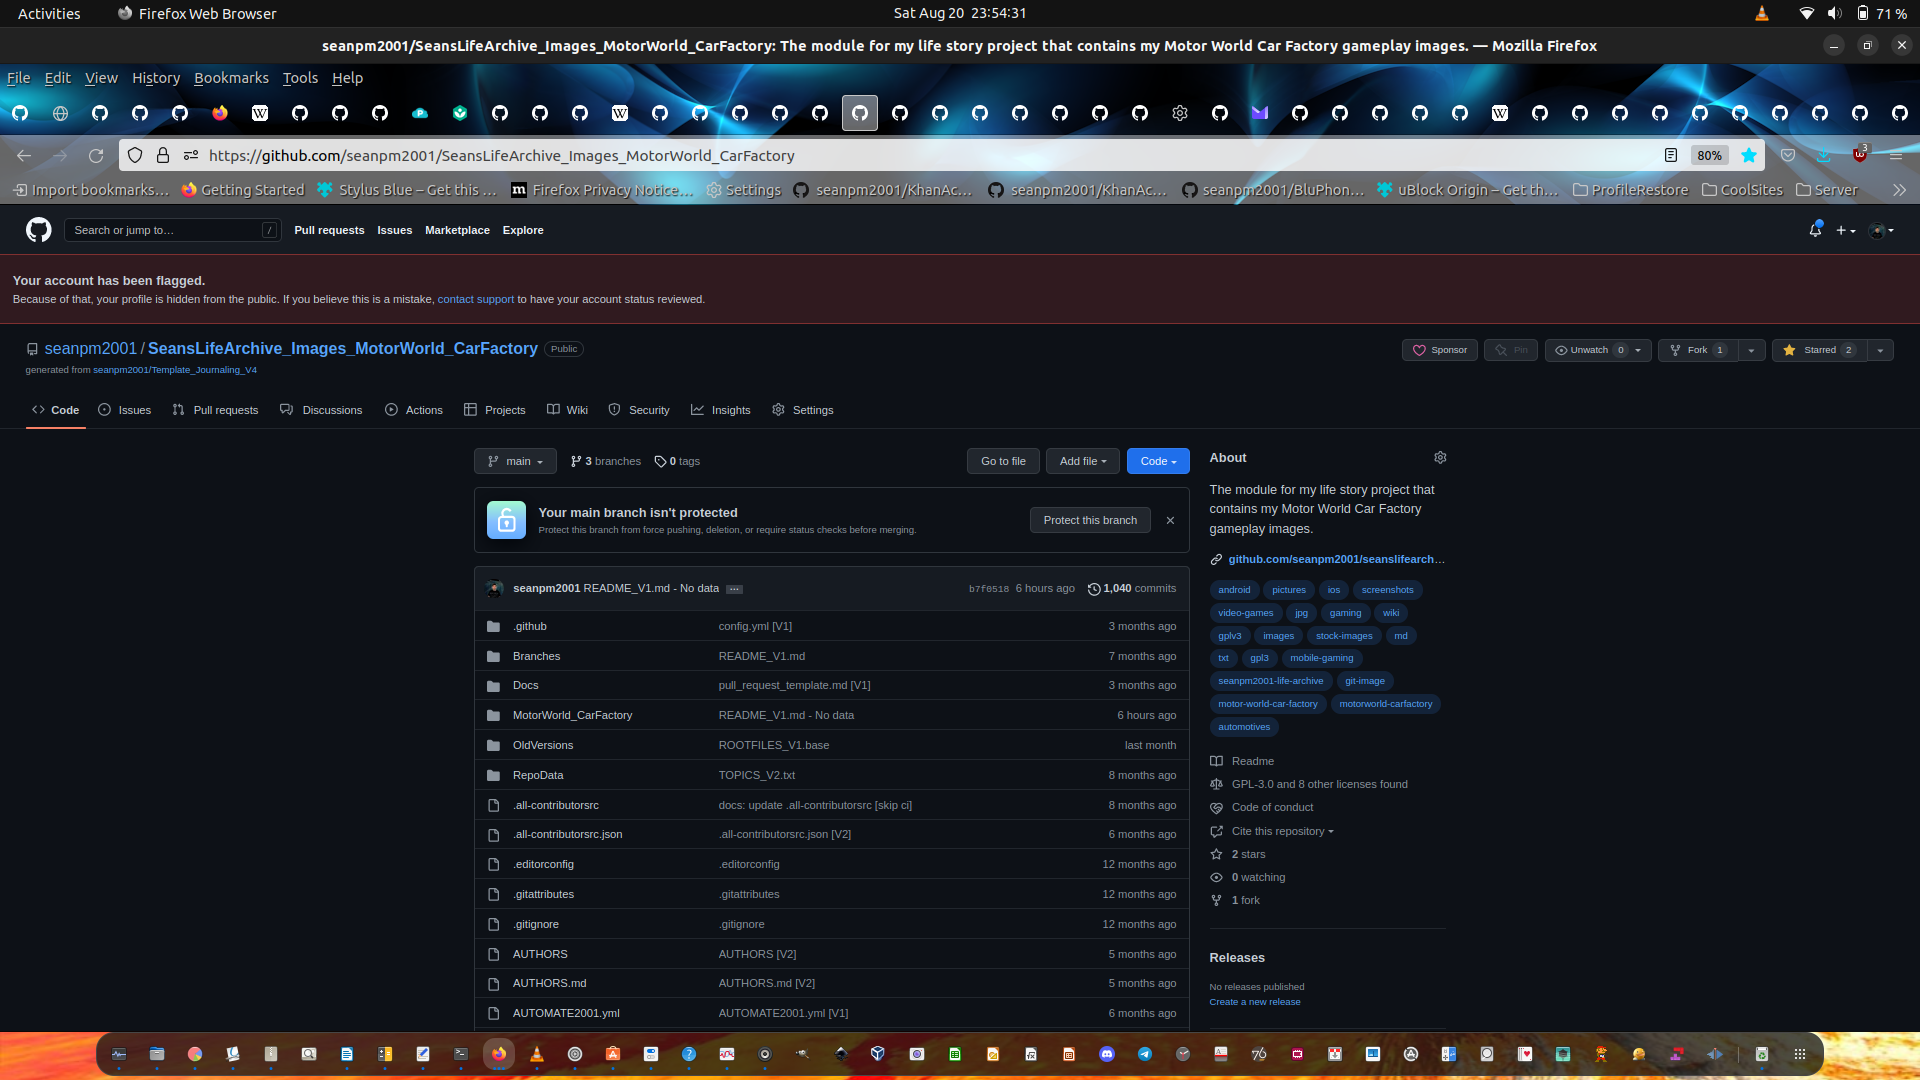 Activities Firefox Web Browser Sat Aug 20 23:54:31 71 %
seanpm2001/SeansLifeArchive_Images_MotorWorld_CarFactory: The module for my life story project that contains my Motor World Car Factory gameplay images. — Mozilla Firefox
File Edit View History Bookmarks Tools Help
https://github.com/seanpm2001/SeansLifeArchive_Images_MotorWorld_CarFactory 80% 3
Import bookmarks… Getting Started Stylus Blue – Get this … Firefox Privacy Notice… Settings seanpm2001/KhanAc… seanpm2001/KhanAc… seanpm2001/BluPhon… uBlock Origin – Get th… ProfileRestore CoolSites Server
Search or jump to… / Pull requests Issues Marketplace Explore
Your account has been flagged.
Because of that, your profile is hidden from the public. If you believe this is a mistake, contact support to have your account status reviewed.
seanpm2001 / SeansLifeArchive_Images_MotorWorld_CarFactory Public Sponsor Pin Unwatch 0 Fork 1 Starred 2
generated from seanpm2001/Template_Journaling_V4
Code Issues Pull requests Discussions Actions Projects Wiki Security Insights Settings
main 3 branches 0 tags Go to file Add file Code
Your main branch isn't protected
Protect this branch from force pushing, deletion, or require status checks before merging.
Protect this branch
seanpm2001 README_V1.md - No data … b7f0518 6 hours ago 1,040 commits
.github config.yml [V1] 3 months ago
Branches README_V1.md 7 months ago
Docs pull_request_template.md [V1] 3 months ago
MotorWorld_CarFactory README_V1.md - No data 6 hours ago
OldVersions ROOTFILES_V1.base last month
RepoData TOPICS_V2.txt 8 months ago
.all-contributorsrc docs: update .all-contributorsrc [skip ci] 8 months ago
.all-contributorsrc.json .all-contributorsrc.json [V2] 6 months ago
.editorconfig .editorconfig 12 months ago
.gitattributes .gitattributes 12 months ago
.gitignore .gitignore 12 months ago
AUTHORS AUTHORS [V2] 5 months ago
AUTHORS.md AUTHORS.md [V2] 5 months ago
AUTOMATE2001.yml AUTOMATE2001.yml [V1] 6 months ago
About
The module for my life story project that
contains my Motor World Car Factory
gameplay images.
github.com/seanpm2001/seanslifearch…
android pictures ios screenshots
video-games jpg gaming wiki
gplv3 images stock-images md
txt gpl3 mobile-gaming
seanpm2001-life-archive git-image
motor-world-car-factory motorworld-carfactory
automotives
Readme
GPL-3.0 and 8 other licenses found
Code of conduct
Cite this repository
2 stars
0 watching
1 fork
Releases
No releases published
Create a new release